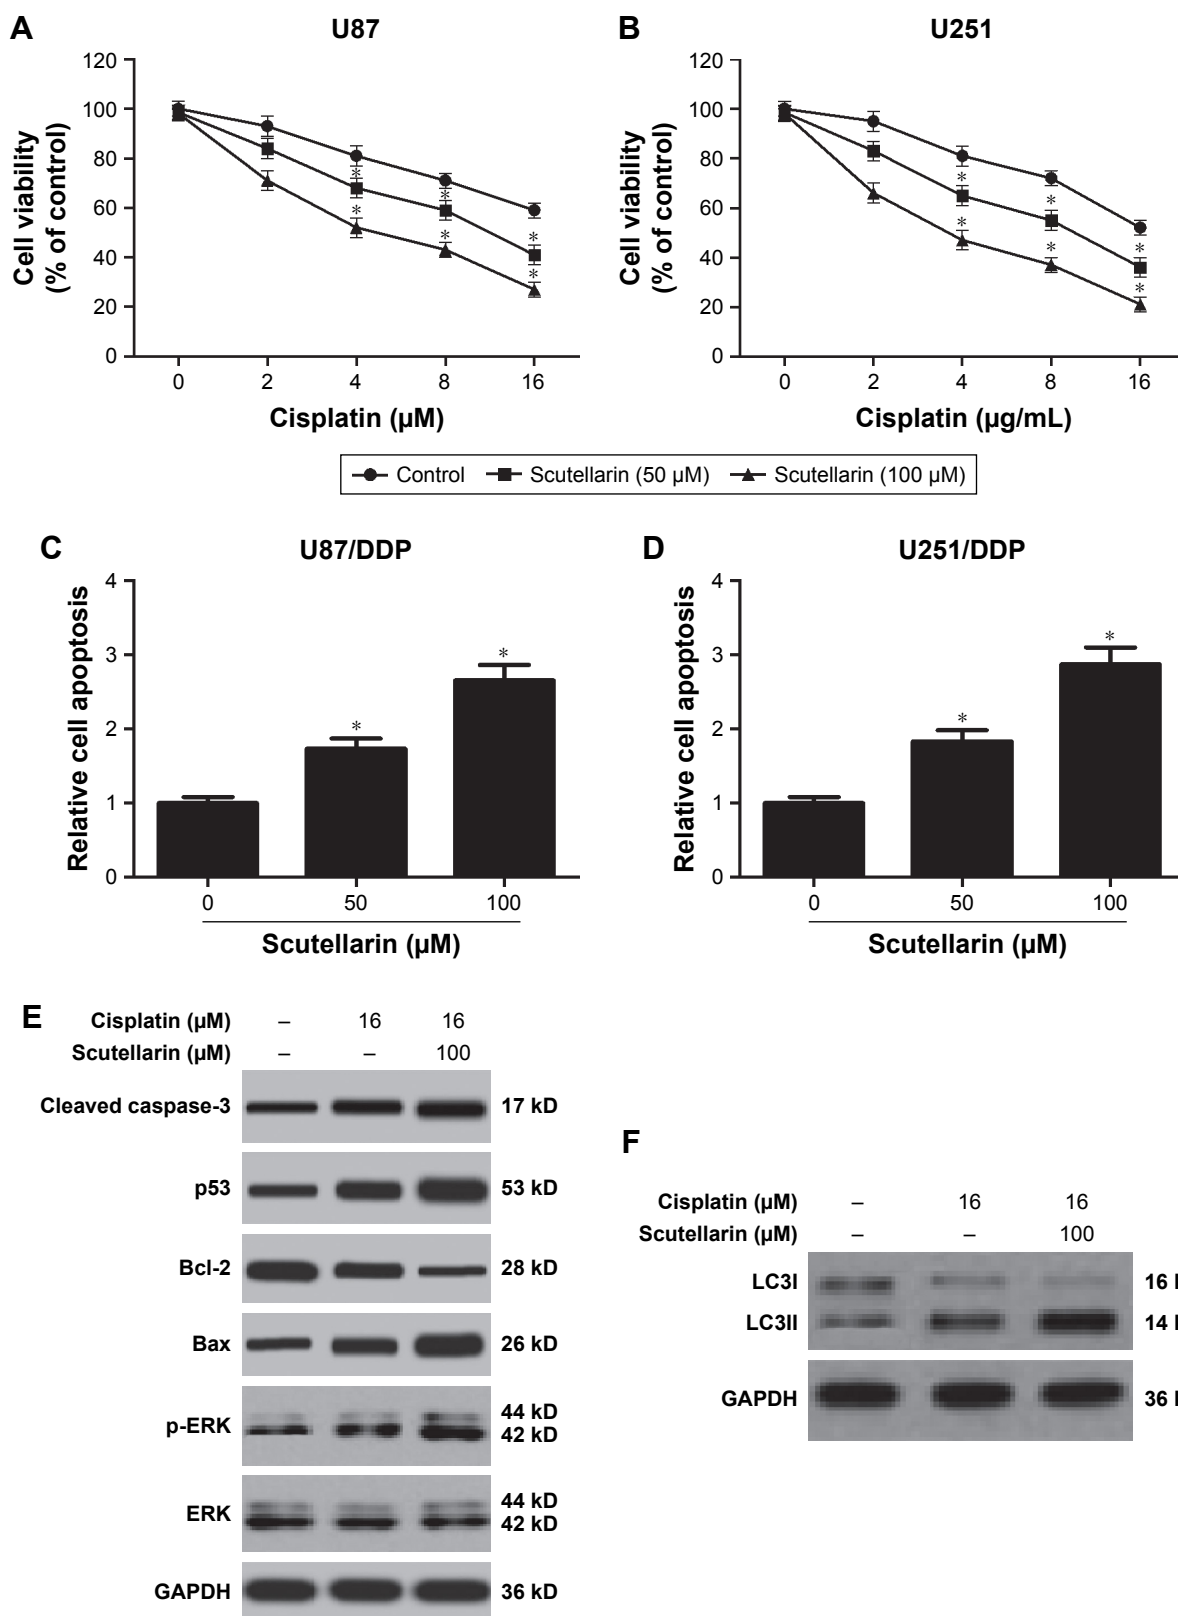 A
U87
120
100
80
60
40
20
0
Cell viability
(% of control)
* * *
* * *
0 2 4 8 16
Cisplatin (µM)
B
U251
120
100
80
60
40
20
0
Cell viability
(% of control)
* * *
* * *
0 2 4 8 16
Cisplatin (µg/mL)
Control Scutellarin (50 µM) Scutellarin (100 µM)
C
U87/DDP
4
3
2
1
0
Relative cell apoptosis
* *
0 50 100
Scutellarin (µM)
D
U251/DDP
4
3
2
1
0
Relative cell apoptosis
* *
0 50 100
Scutellarin (µM)
E
Cisplatin (µM) – 16 16
Scutellarin (µM) – – 100
Cleaved caspase-3 17 kD
p53 53 kD
Bcl-2 28 kD
Bax 26 kD
44 kD
p-ERK 42 kD
44 kD
ERK 42 kD
GAPDH 36 kD
F
Cisplatin (µM) – 16 16
Scutellarin (µM) – – 100
LC3I 16
LC3II 14
GAPDH 36